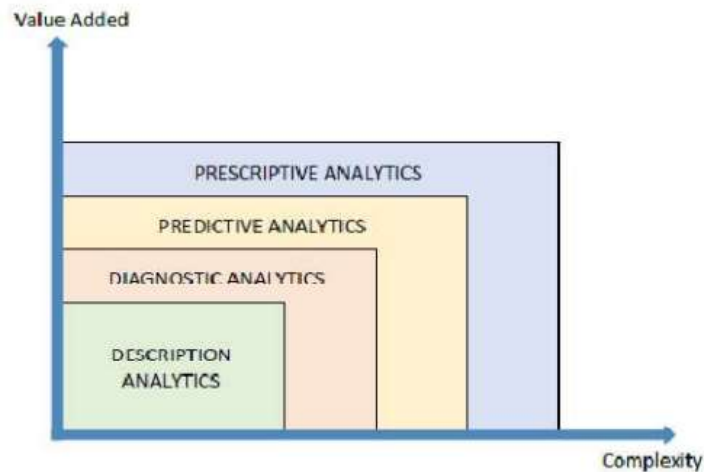 Value Added
PRESCRIPTIVE ANALYTICS
PREDICTIVE ANALYTICS
DIAGNOSTIC ANALYTICS
DESCRIPTION
ANALYTICS
Complexity